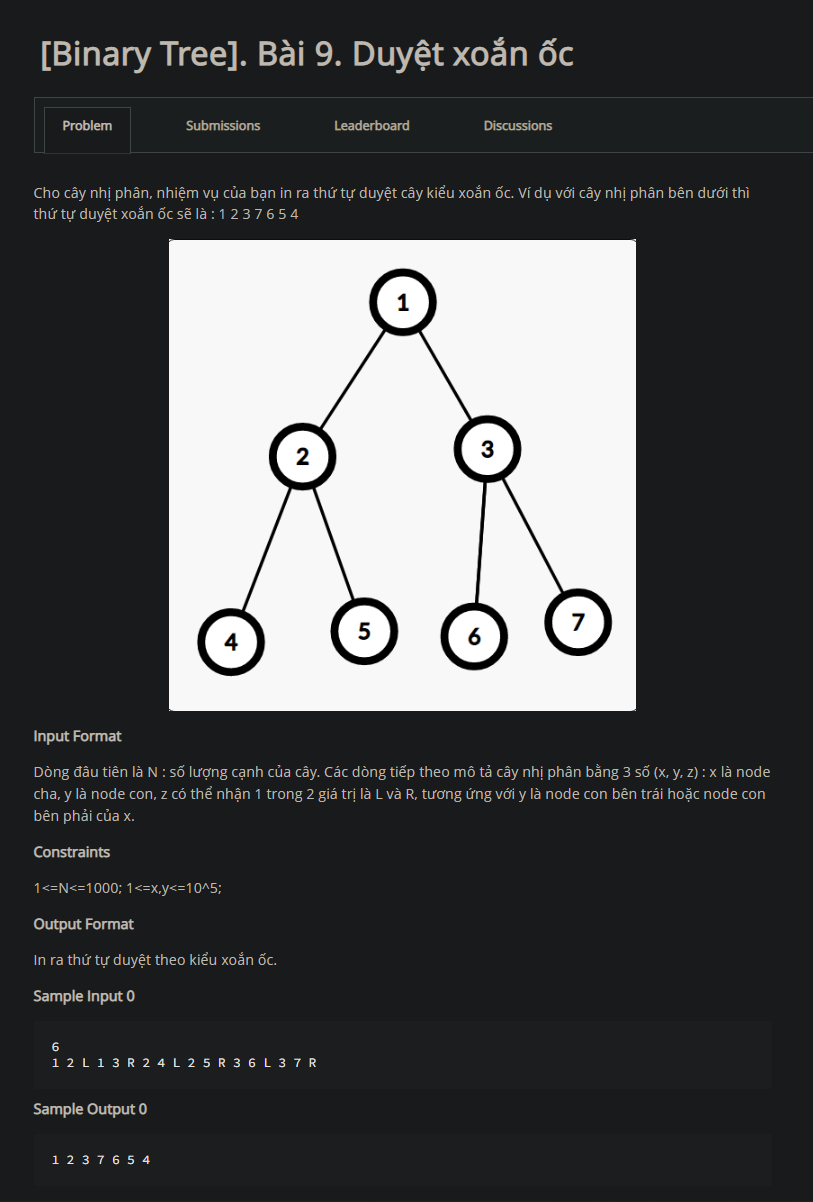 [Binary Tree]. Bài 9. Duyệt xoắn ốc
Problem Submissions Leaderboard Discussions
Cho cây nhị phân, nhiệm vụ của bạn in ra thứ tự duyệt cây kiểu xoắn ốc. Ví dụ với cây nhị phân bên dưới thì
thứ tự duyệt xoắn ốc sẽ là : 1 2 3 7 6 5 4
1
2 3
4 5 6 7
Input Format
Dòng đâu tiên là N : số lượng cạnh của cây. Các dòng tiếp theo mô tả cây nhị phân bằng 3 số (x, y, z) : x là node
cha, y là node con, z có thể nhận 1 trong 2 giá trị là L và R, tương ứng với y là node con bên trái hoặc node con
bên phải của x.
Constraints
1<=N<=1000; 1<=x,y<=10^5;
Output Format
In ra thứ tự duyệt theo kiểu xoắn ốc.
Sample Input 0
6
1 2 L 1 3 R 2 4 L 2 5 R 3 6 L 3 7 R
Sample Output 0
1 2 3 7 6 5 4